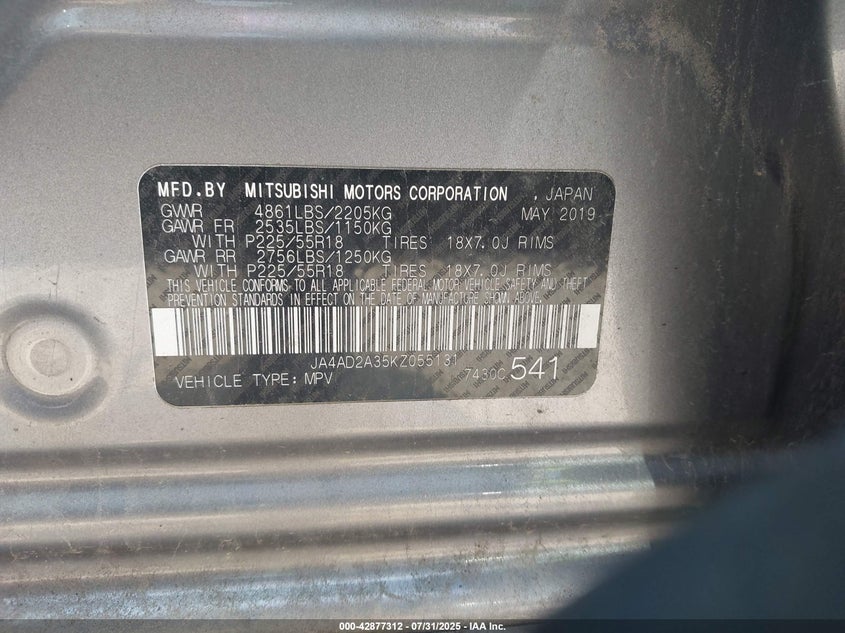 MFD.BY MITSUBISHI MOTORS CORPORATION , JAPAN
GVWR 4861LBS/2205KG MAY 2019
GAWR FR 2535LBS/1150KG
WITH P225/55R18 TIRES 18X7.0J RIMS
GAWR RR 2756LBS/1250KG
WITH P225/55R18 TIRES 18X7.0J RIMS
THIS VEHICLE CONFORMS TO ALL APPLICABLE FEDERAL MOTOR VEHICLE SAFETY AND THEFT
PREVENTION STANDARDS IN EFFECT ON THE DATE OF MANUFACTURE SHOWN ABOVE.
JA4AD2A35KZ055131
VEHICLE TYPE: MPV 7430C 541
000-42877312 07/31/2025 - IAA Inc.